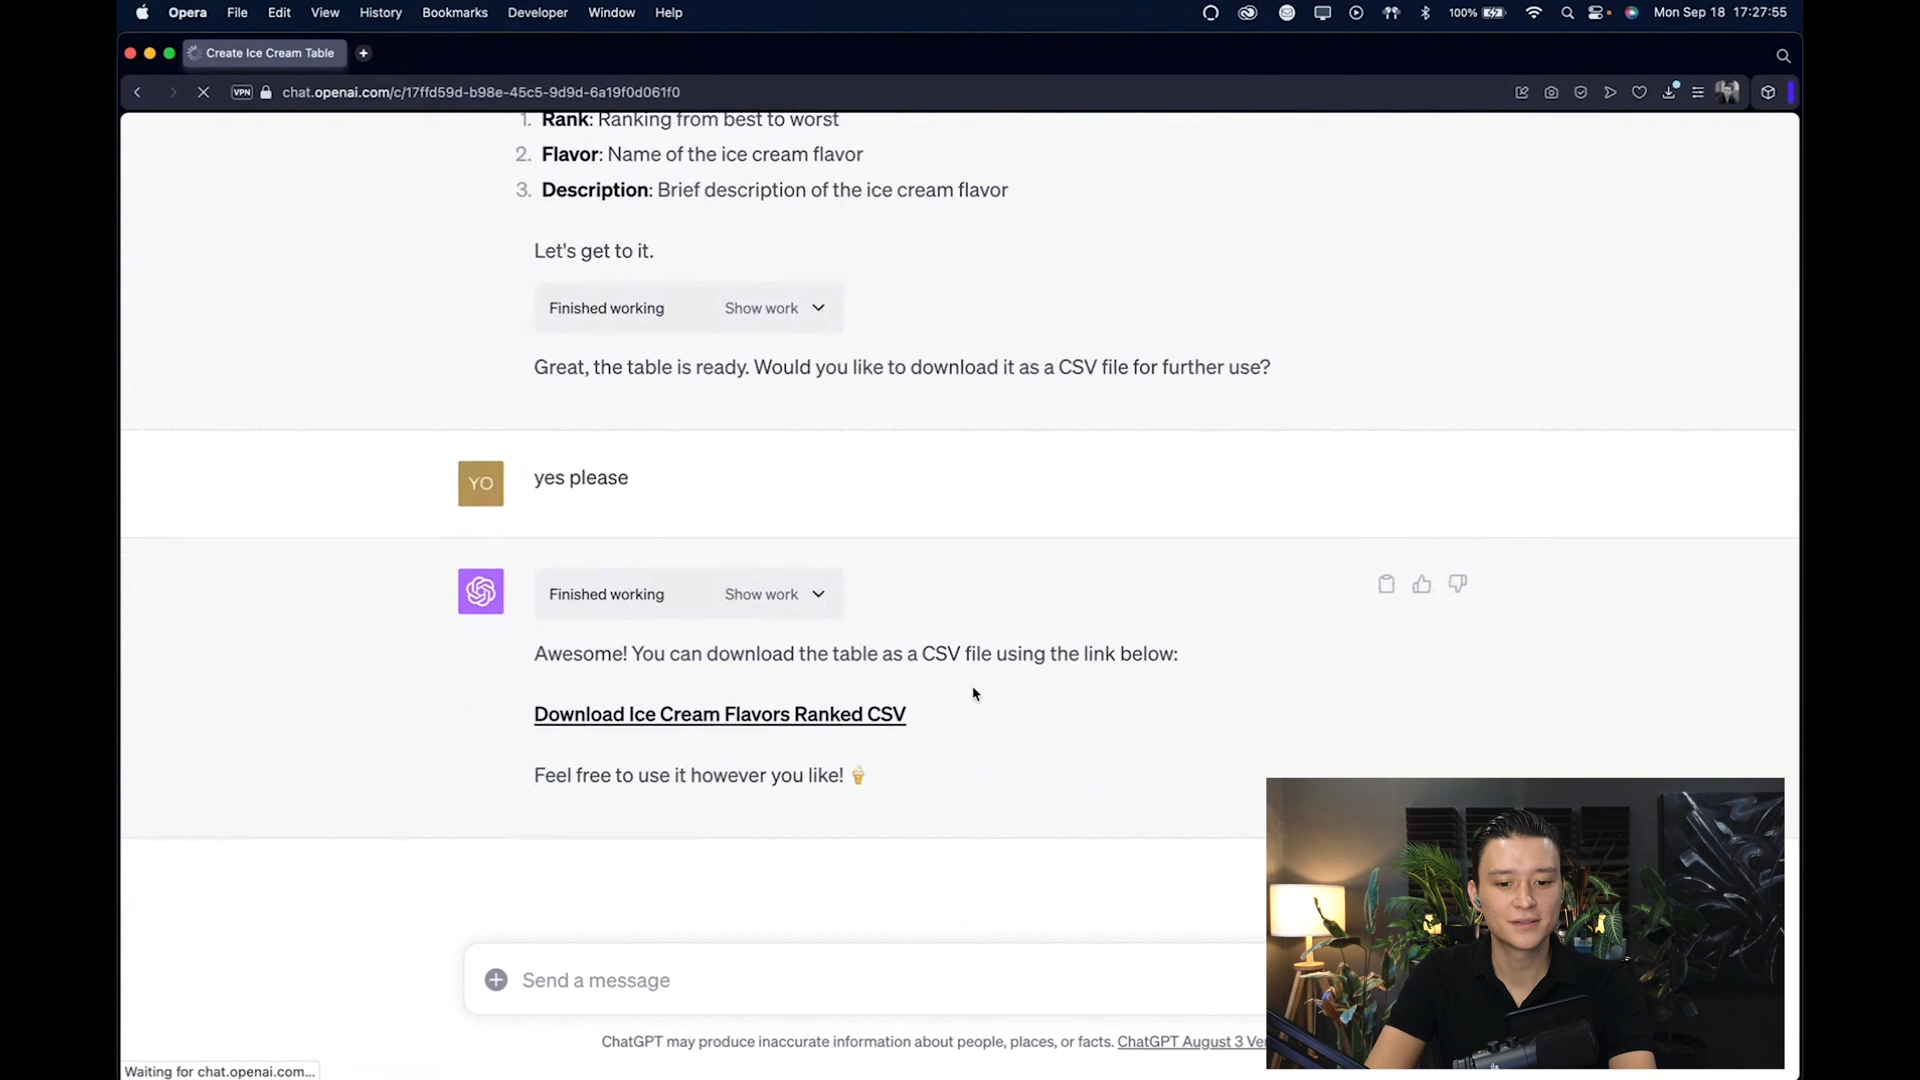 Opera File Edit View History Bookmarks Developer Window Help 100% Mon Sep 18 17:27:55
Create Ice Cream Table
VPN chat.openai.com/c/17ffd59d-b98e-45c5-9d9d-6a19f0d061f0
1. Rank: Ranking from best to worst
2. Flavor: Name of the ice cream flavor
3. Description: Brief description of the ice cream flavor
Let's get to it.
Finished working Show work
Great, the table is ready. Would you like to download it as a CSV file for further use?
YO yes please
Finished working Show work
Awesome! You can download the table as a CSV file using the link below:
Download Ice Cream Flavors Ranked CSV
Feel free to use it however you like! 🍦
Send a message
ChatGPT may produce inaccurate information about people, places, or facts. ChatGPT August 3 Ver
Waiting for chat.openai.com...